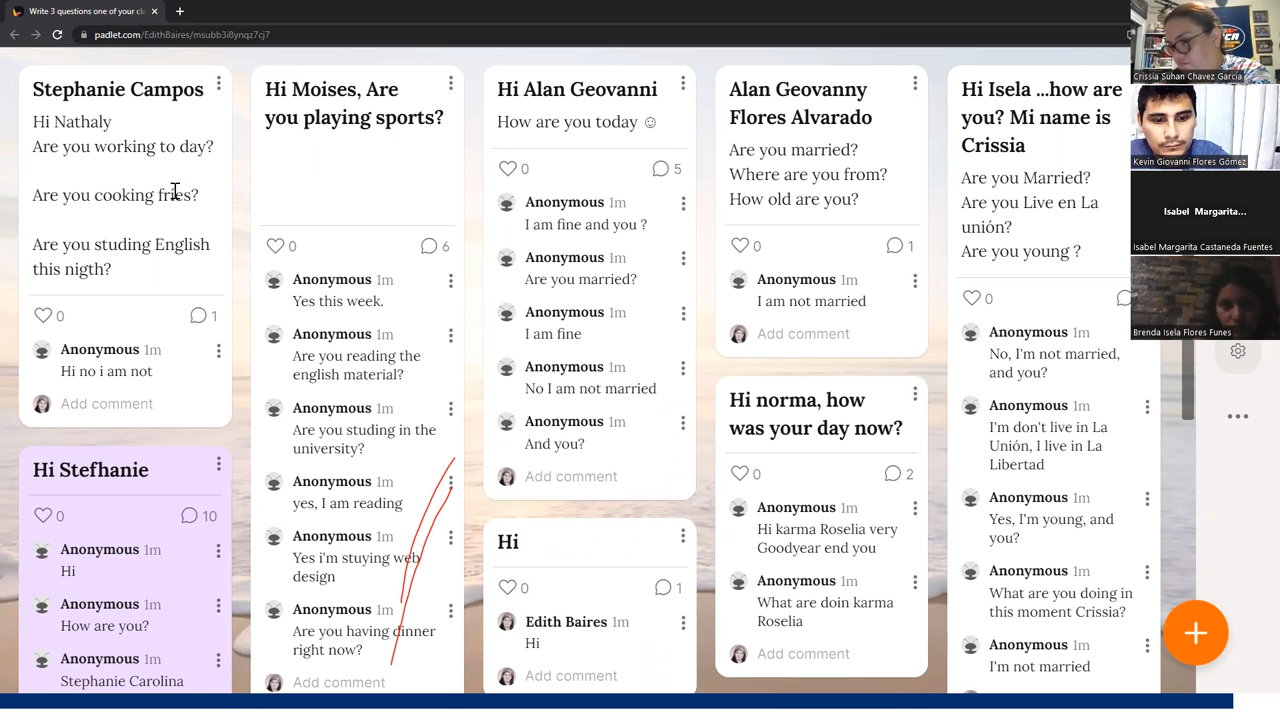 Write 3 questions one of your cla
padlet.com/EdithBaires/msubb3i8ynqz7cj7
Stephanie Campos
Hi Nathaly
Are you working to day?
Are you cooking fries?
Are you studing English
this nigth?
0
1
Anonymous 1m
Hi no i am not
Add comment
Hi Stefhanie
0
10
Anonymous 1m
Hi
Anonymous 1m
How are you?
Anonymous 1m
Stephanie Carolina
Hi Moises, Are
you playing sports?
0
6
Anonymous 1m
Yes this week.
Anonymous 1m
Are you reading the
english material?
Anonymous 1m
Are you studing in the
university?
Anonymous 1m
yes, I am reading
Anonymous 1m
Yes i'm stuying web
design
Anonymous 1m
Are you having dinner
right now?
Add comment
Hi Alan Geovanni
How are you today ☺
0
5
Anonymous 1m
I am fine and you ?
Anonymous 1m
Are you married?
Anonymous 1m
I am fine
Anonymous 1m
No I am not married
Anonymous 1m
And you?
Add comment
Hi
0
1
Edith Baires 1m
Hi
Add comment
Alan Geovanny
Flores Alvarado
Are you married?
Where are you from?
How old are you?
0
1
Anonymous 1m
I am not married
Add comment
Hi norma, how
was your day now?
0
2
Anonymous 1m
Hi karma Roselia very
Goodyear end you
Anonymous 1m
What are doin karma
Roselia
Add comment
Hi Isela ...how are
you? Mi name is
Crissia
Are you Married?
Are you Live en La
unión?
Are you young ?
0
Anonymous 1m
No, I'm not married,
and you?
Anonymous 1m
I'm don't live in La
Unión, I live in La
Libertad
Anonymous 1m
Yes, I'm young, and
you?
Anonymous 1m
What are you doing in
this moment Crissia?
Anonymous 1m
I'm not married
Crissia Suhan Chavez Garcia
Kevin Giovanni Flores Gómez
Isabel Margarita...
Isabel Margarita Castaneda Fuentes
Brenda Isela Flores Funes